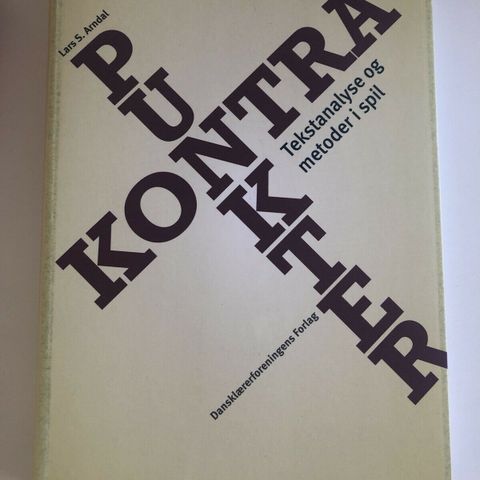 Lars S. Arndal
KONTRA
PUNKTER
Tekstanalyse og
metoder i spil
Dansklærerforeningens Forlag